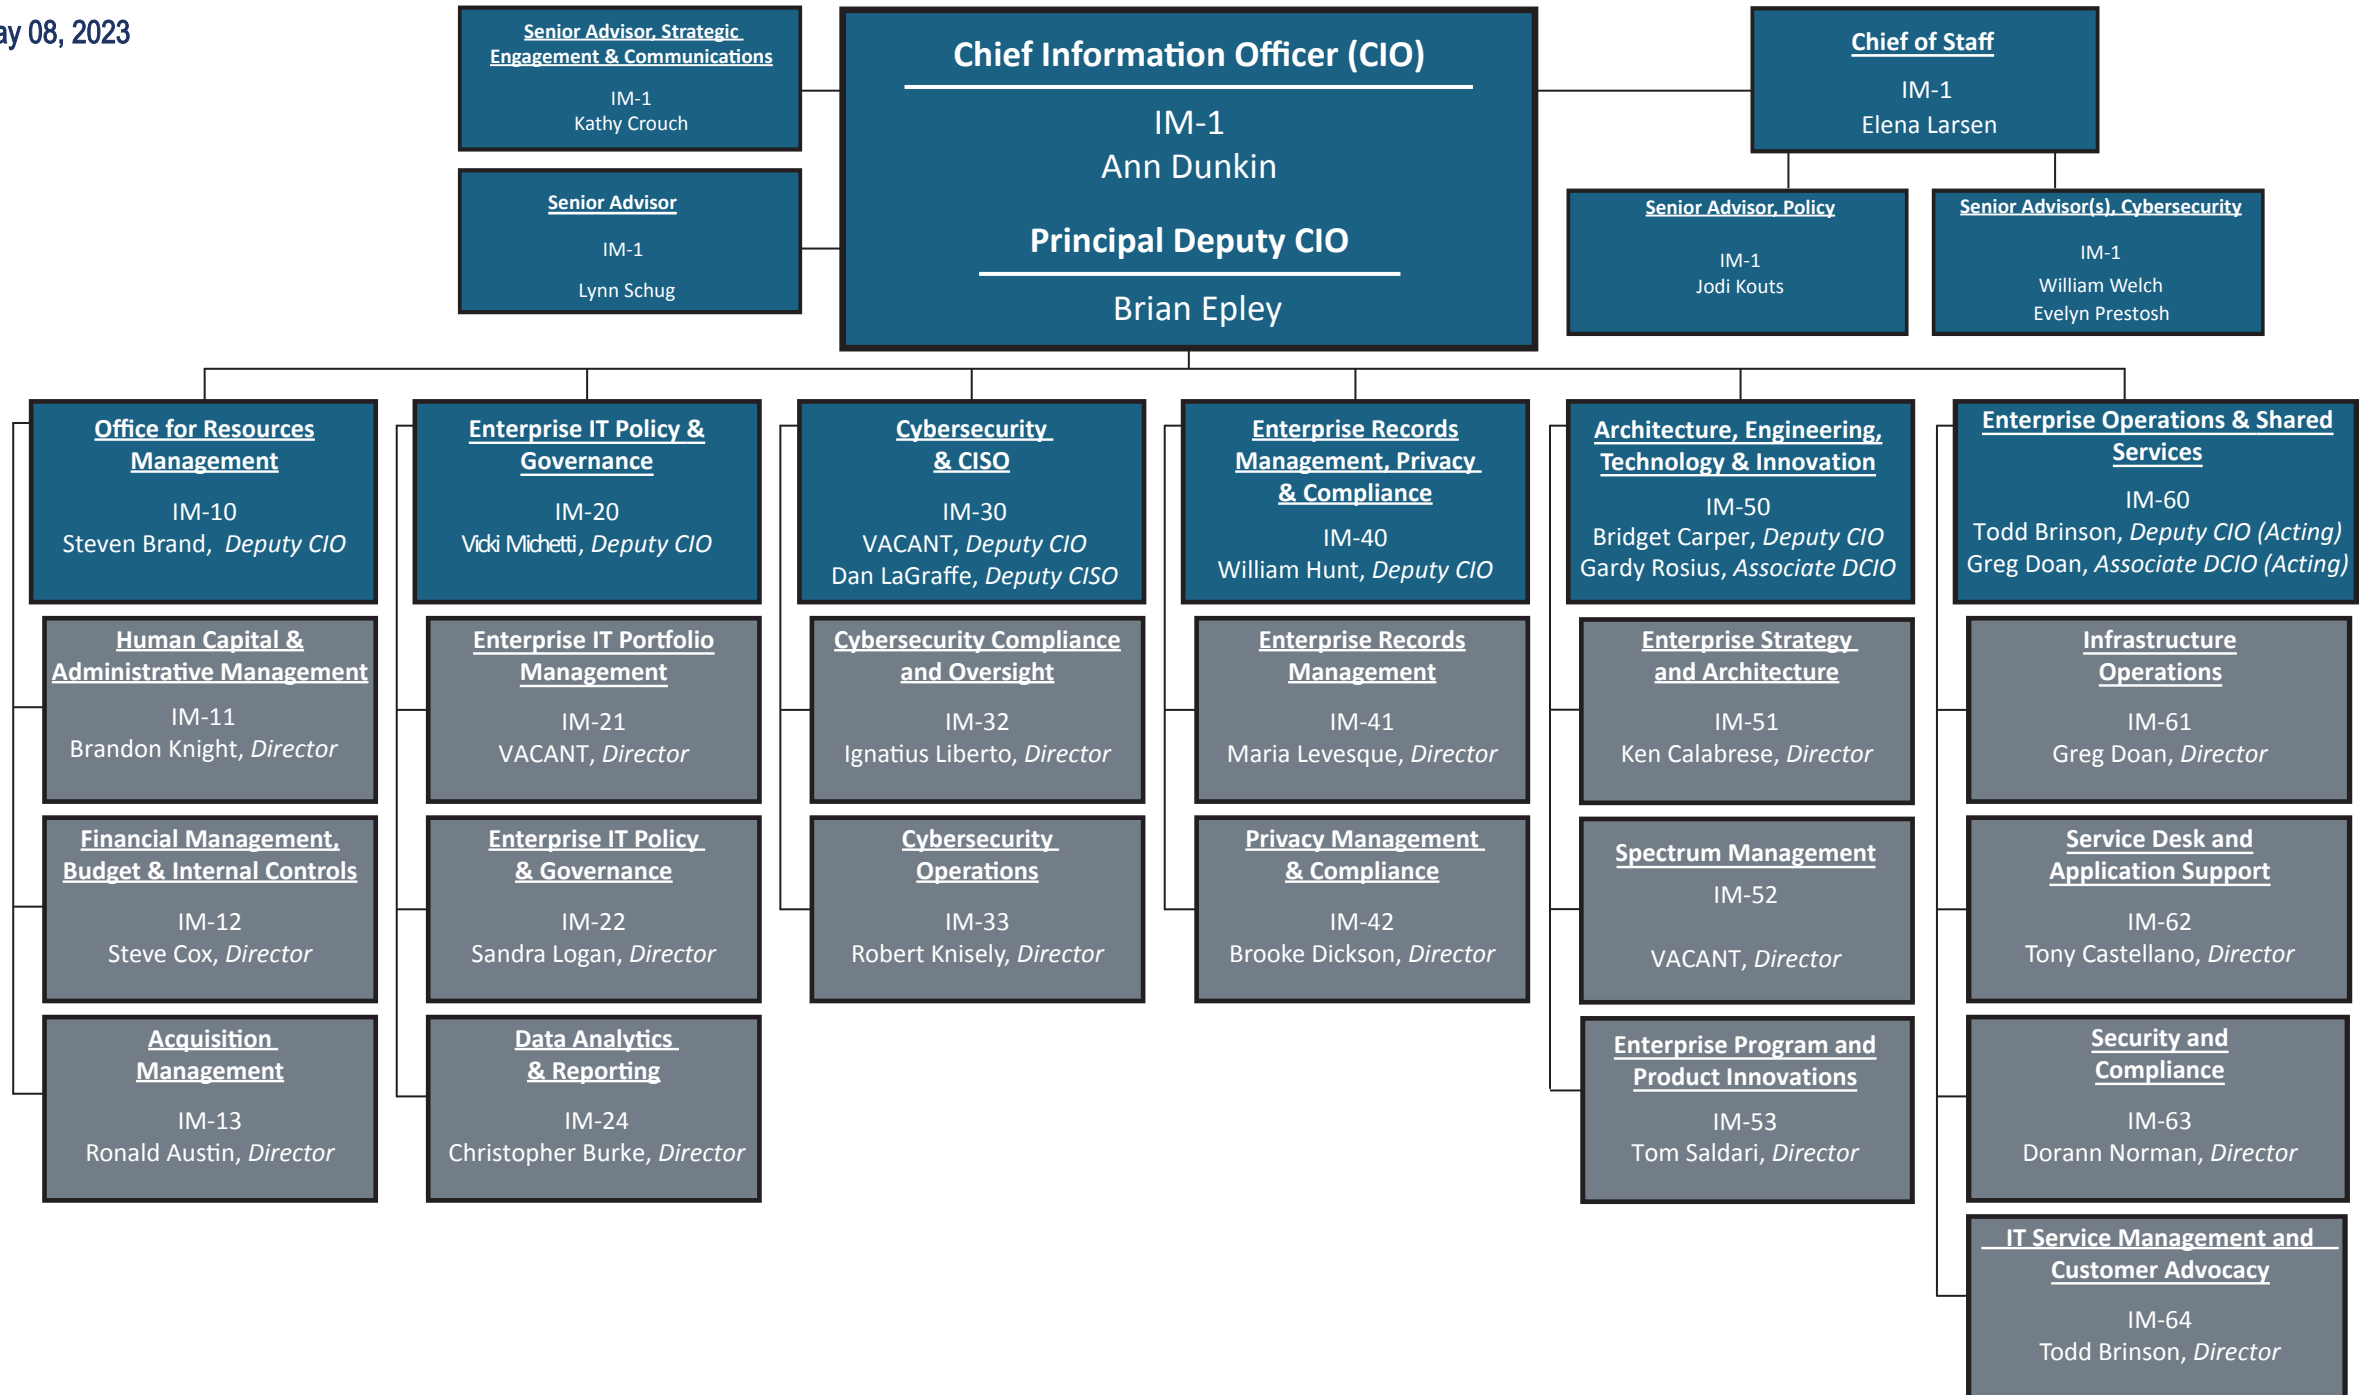 ay 08, 2023
Senior Advisor, Strategic
Engagement & Communications
IM-1
Kathy Crouch
Senior Advisor
IM-1
Lynn Schug
Chief Information Officer (CIO)
IM-1
Ann Dunkin
Principal Deputy CIO
Brian Epley
Chief of Staff
IM-1
Elena Larsen
Senior Advisor, Policy
IM-1
Jodi Kouts
Senior Advisor(s), Cybersecurity
IM-1
William Welch
Evelyn Prestosh
Office for Resources
Management
IM-10
Steven Brand, Deputy CIO
Human Capital &
Administrative Management
IM-11
Brandon Knight, Director
Financial Management,
Budget & Internal Controls
IM-12
Steve Cox, Director
Acquisition
Management
IM-13
Ronald Austin, Director
Enterprise IT Policy &
Governance
IM-20
Vicki Michetti, Deputy CIO
Enterprise IT Portfolio
Management
IM-21
VACANT, Director
Enterprise IT Policy
& Governance
IM-22
Sandra Logan, Director
Data Analytics
& Reporting
IM-24
Christopher Burke, Director
Cybersecurity
& CISO
IM-30
VACANT, Deputy CIO
Dan LaGraffe, Deputy CISO
Cybersecurity Compliance
and Oversight
IM-32
Ignatius Liberto, Director
Cybersecurity
Operations
IM-33
Robert Knisely, Director
Enterprise Records
Management, Privacy
& Compliance
IM-40
William Hunt, Deputy CIO
Enterprise Records
Management
IM-41
Maria Levesque, Director
Privacy Management
& Compliance
IM-42
Brooke Dickson, Director
Architecture, Engineering,
Technology & Innovation
IM-50
Bridget Carper, Deputy CIO
Gardy Rosius, Associate DCIO
Enterprise Strategy
and Architecture
IM-51
Ken Calabrese, Director
Spectrum Management
IM-52
VACANT, Director
Enterprise Program and
Product Innovations
IM-53
Tom Saldari, Director
Enterprise Operations & Shared
Services
IM-60
Todd Brinson, Deputy CIO (Acting)
Greg Doan, Associate DCIO (Acting)
Infrastructure
Operations
IM-61
Greg Doan, Director
Service Desk and
Application Support
IM-62
Tony Castellano, Director
Security and
Compliance
IM-63
Dorann Norman, Director
IT Service Management and
Customer Advocacy
IM-64
Todd Brinson, Director